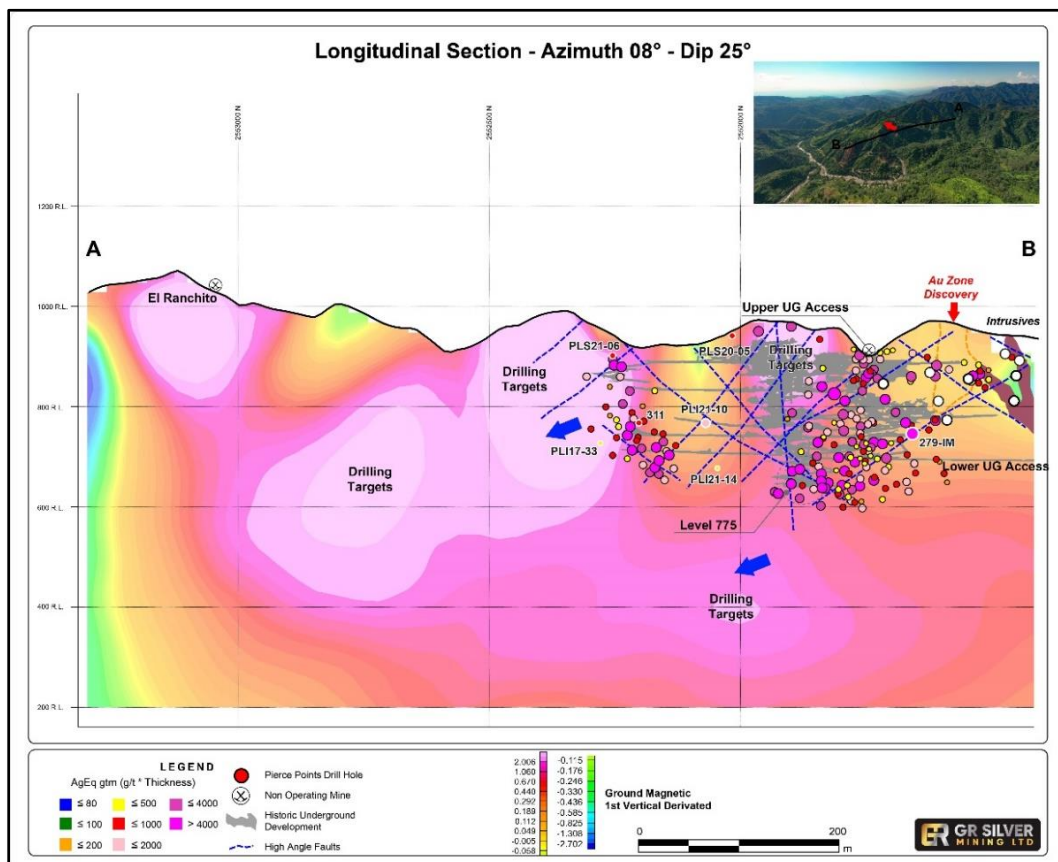 Longitudinal Section - Azimuth 08° - Dip 25°
A
B
2553000 N
2552500 N
2552000 N
1200 R.L.
A
B
1000 R.L.
El Ranchito
Upper UG Access
Au Zone
Discovery
Intrusives
PLS21-06
PLS20-05
Drilling
Targets
Drilling
Targets
800 R.L.
PLI21-10
311
279-IM
PLI17-33
Lower UG Access
Drilling
Targets
PLI21-14
600 R.L.
Level 775
400 R.L.
Drilling
Targets
200 R.L.
LEGEND
AgEq gtm (g/t * Thickness)
≤ 80
≤ 500
≤ 4000
≤ 100
≤ 1000
> 4000
≤ 200
≤ 2000
Pierce Points Drill Hole
Non Operating Mine
Historic Underground
Development
High Angle Faults
2.006
1.060
0.670
0.440
0.292
0.189
0.112
0.049
-0.005
-0.068
-0.115
-0.176
-0.246
-0.330
-0.436
-0.585
-0.825
-1.308
-2.702
Ground Magnetic
1st Vertical Derivated
0
200
m
GR SILVER
MINING LTD